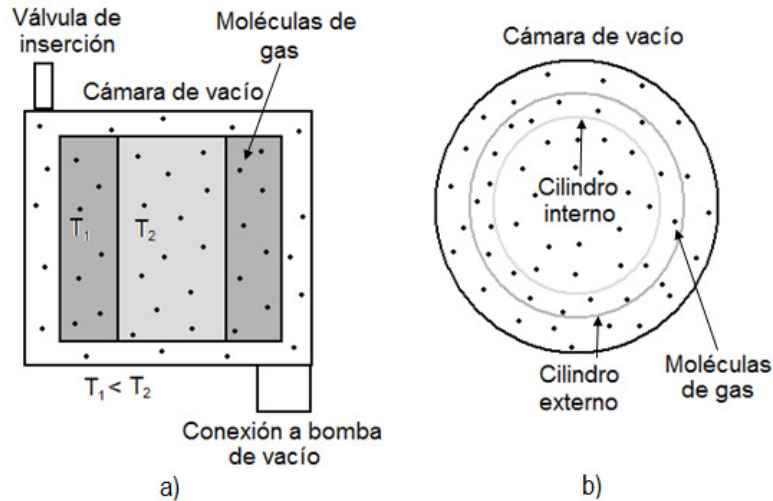 Válvula de
inserción
Moléculas de
gas
Cámara de vacío
T₁
T₂
T₁ < T₂
Conexión a bomba
de vacío
a)
Cámara de vacío
Cilindro
interno
Cilindro
externo
Moléculas
de gas
b)